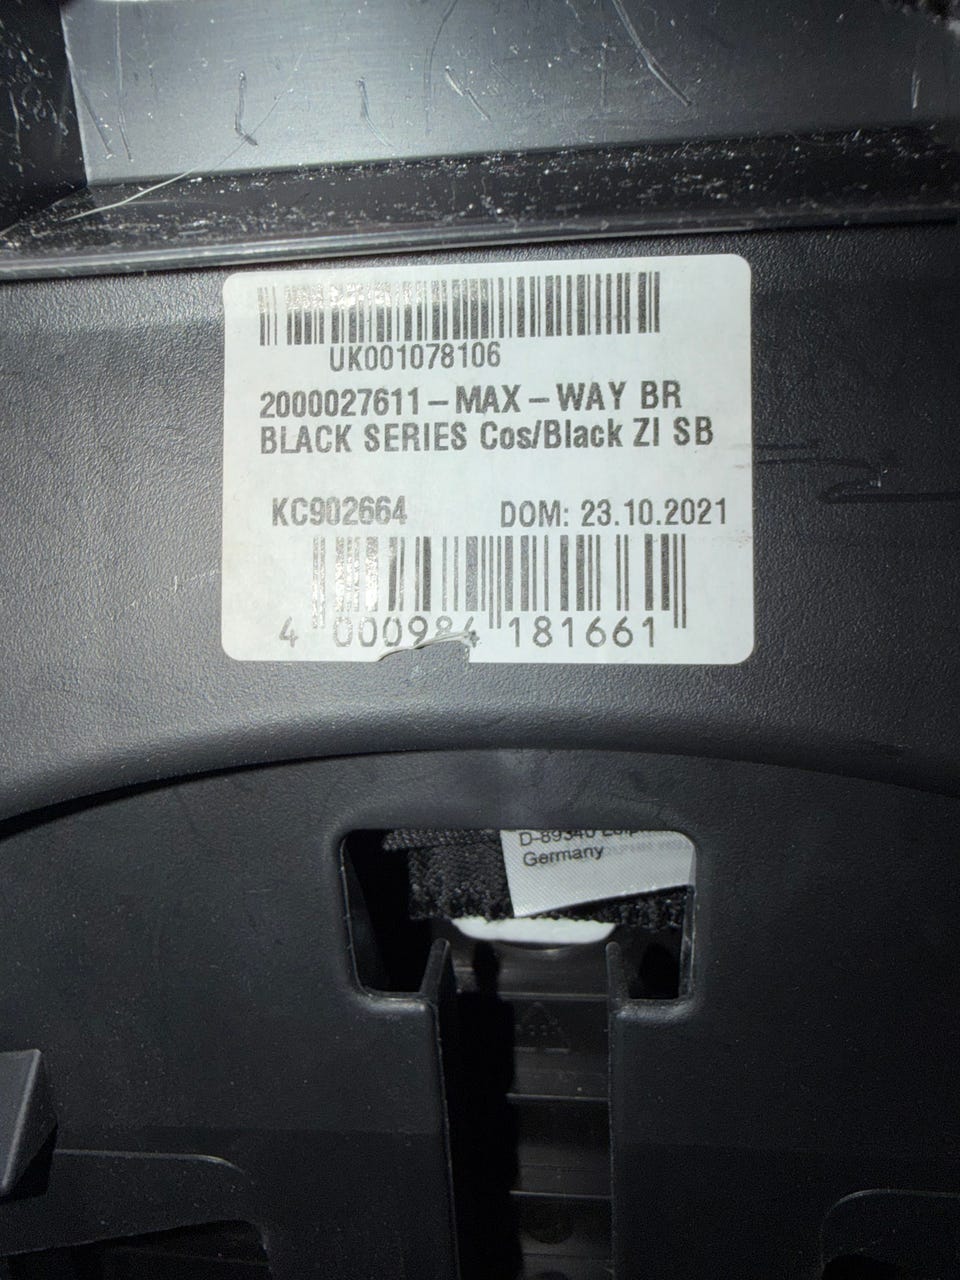 UK001078106
2000027611 – MAX – WAY BR
BLACK SERIES Cos/Black ZI SB
KC902664 DOM: 23.10.2021
4 000984 181661
D-89340
Germany